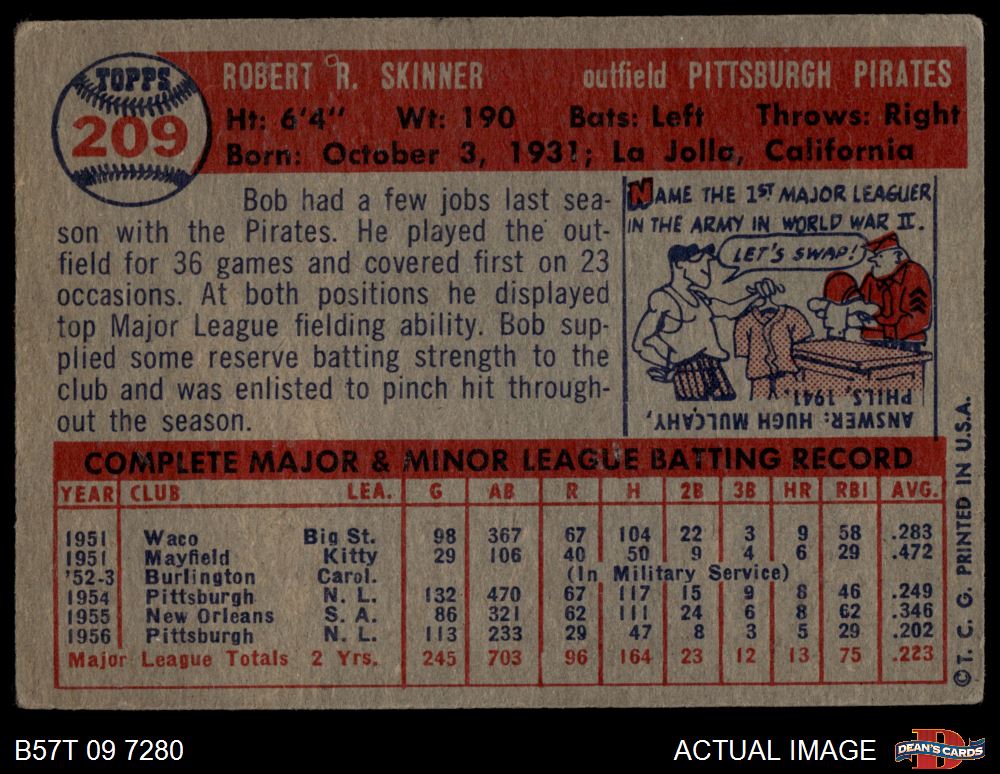 TOPPS
209
ROBERT R. SKINNER outfield PITTSBURGH PIRATES
Ht: 6'4" Wt: 190 Bats: Left Throws: Right
Born: October 3, 1931; La Jolla, California
Bob had a few jobs last sea-
son with the Pirates. He played the out-
field for 36 games and covered first on 23
occasions. At both positions he displayed
top Major League fielding ability. Bob sup-
plied some reserve batting strength to the
club and was enlisted to pinch hit through-
out the season.
NAME THE 1ST MAJOR LEAGUER
IN THE ARMY IN WORLD WAR II.
LET'S SWAP!
ANSWER: HUGH MULCAHY,
PHILS, 1941.
COMPLETE MAJOR & MINOR LEAGUE BATTING RECORD
YEAR CLUB LEA. G AB R H 2B 3B HR RBI AVG.
1951 Waco Big St. 98 367 67 104 22 3 9 58 .283
1951 Mayfield Kitty 29 106 40 50 9 4 6 29 .472
'52-3 Burlington Carol. (In Military Service)
1954 Pittsburgh N. L. 132 470 67 117 15 9 8 46 .249
1955 New Orleans S. A. 86 321 62 111 24 6 8 62 .346
1956 Pittsburgh N. L. 113 233 29 47 8 3 5 29 .202
Major League Totals 2 Yrs. 245 703 96 164 23 12 13 75 .223
©T. C. G. PRINTED IN U.S.A.
B57T 09 7280
ACTUAL IMAGE
DEAN'S CARDS